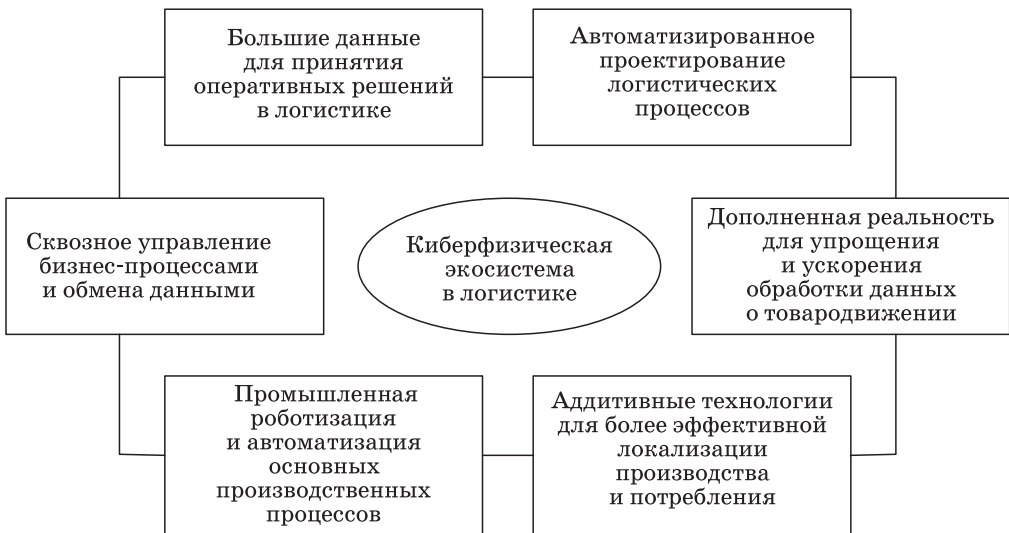 Большие данные
для принятия
оперативных решений
в логистике
Автоматизированное
проектирование
логистических
процессов
Сквозное управление
бизнес-процессами
и обмена данными
Киберфизическая
экосистема
в логистике
Дополненная реальность
для упрощения
и ускорения
обработки данных
о товародвижении
Промышленная
роботизация
и автоматизация
основных
производственных
процессов
Аддитивные технологии
для более эффективной
локализации
производства
и потребления